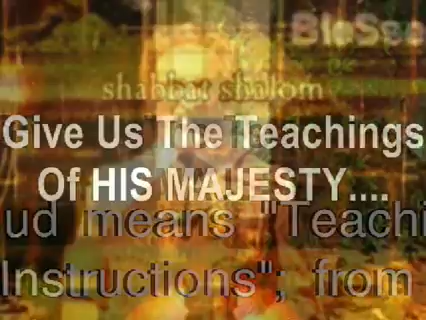 shabbat shalom
Give Us The Teachings
Of HIS MAJESTY....
ud means "Teachi
Instructions"; from